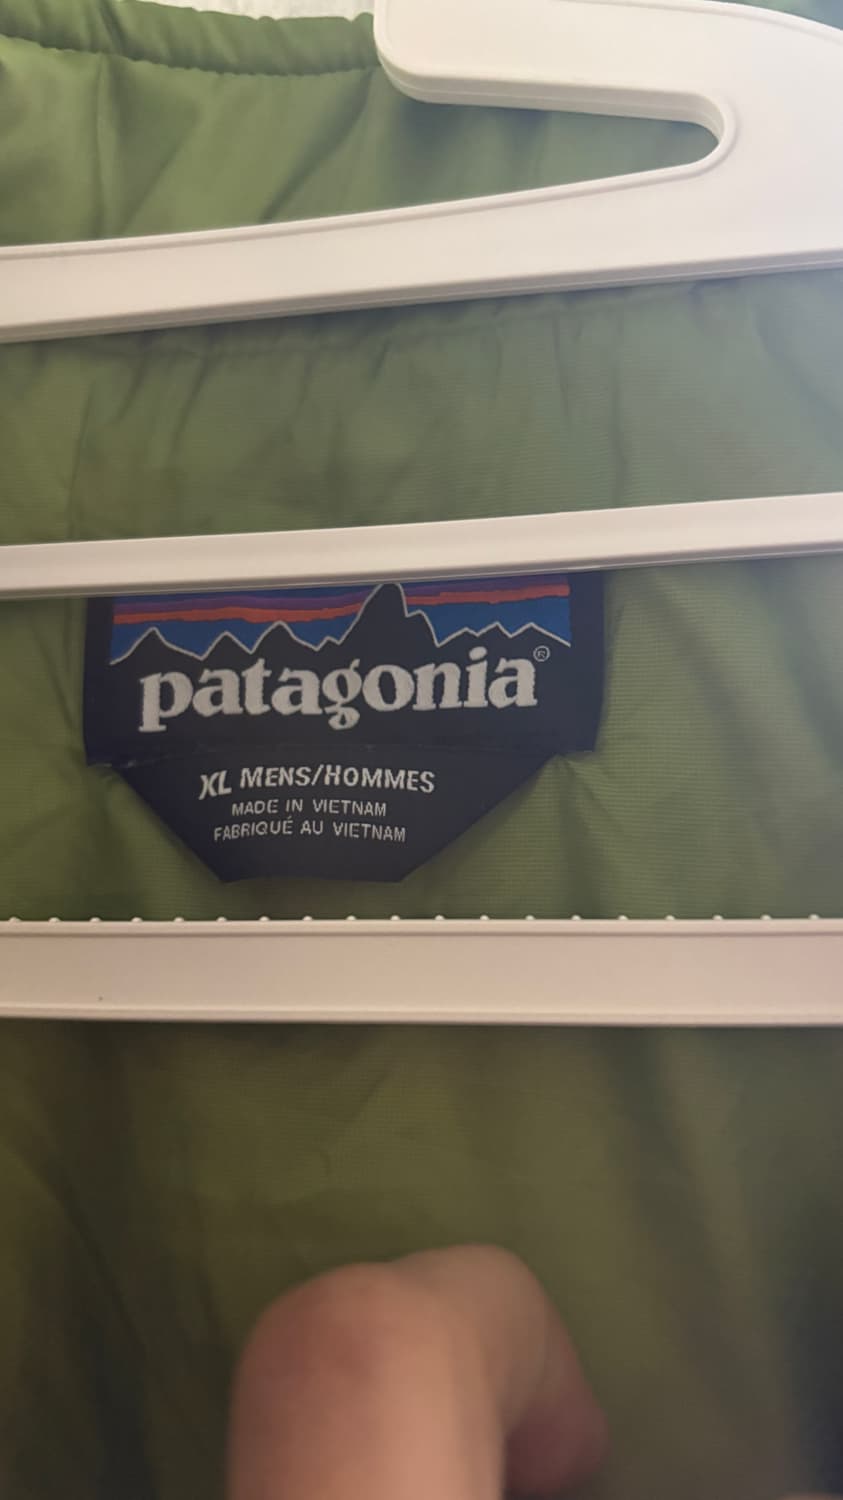 patagonia®
XL MENS/HOMMES
MADE IN VIETNAM
FABRIQUÉ AU VIETNAM